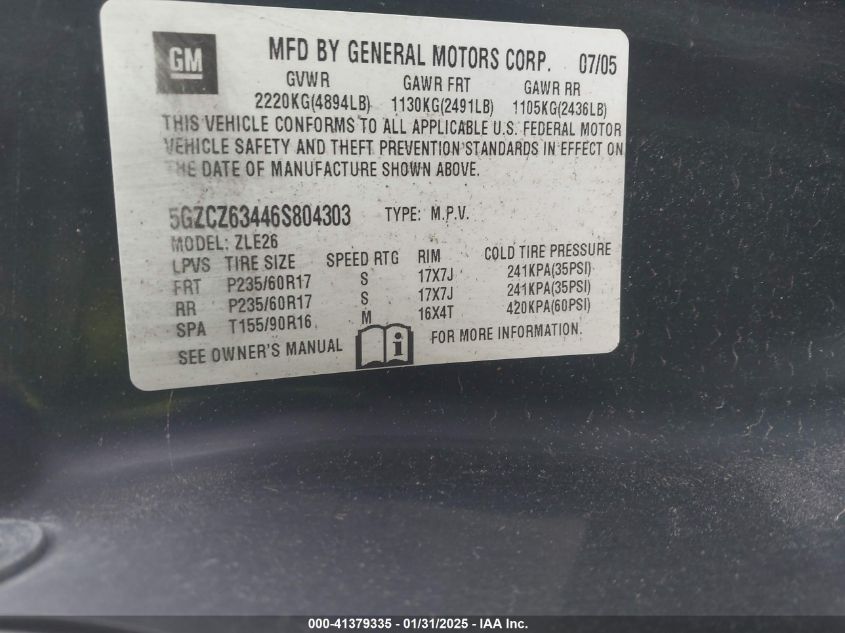 GM MFD BY GENERAL MOTORS CORP. 07/05
GVWR GAWR FRT GAWR RR
2220KG(4894LB) 1130KG(2491LB) 1105KG(2436LB)
THIS VEHICLE CONFORMS TO ALL APPLICABLE U.S. FEDERAL MOTOR
VEHICLE SAFETY AND THEFT PREVENTION STANDARDS IN EFFECT ON
THE DATE OF MANUFACTURE SHOWN ABOVE.
5GZCZ63446S804303 TYPE: M.P.V.
MODEL: ZLE26
LPVS TIRE SIZE SPEED RTG RIM COLD TIRE PRESSURE
FRT P235/60R17 S 17X7J 241KPA(35PSI)
RR P235/60R17 S 17X7J 241KPA(35PSI)
SPA T155/90R16 M 16X4T 420KPA(60PSI)
SEE OWNER'S MANUAL i FOR MORE INFORMATION.
000-41379335 - 01/31/2025 - IAA Inc.